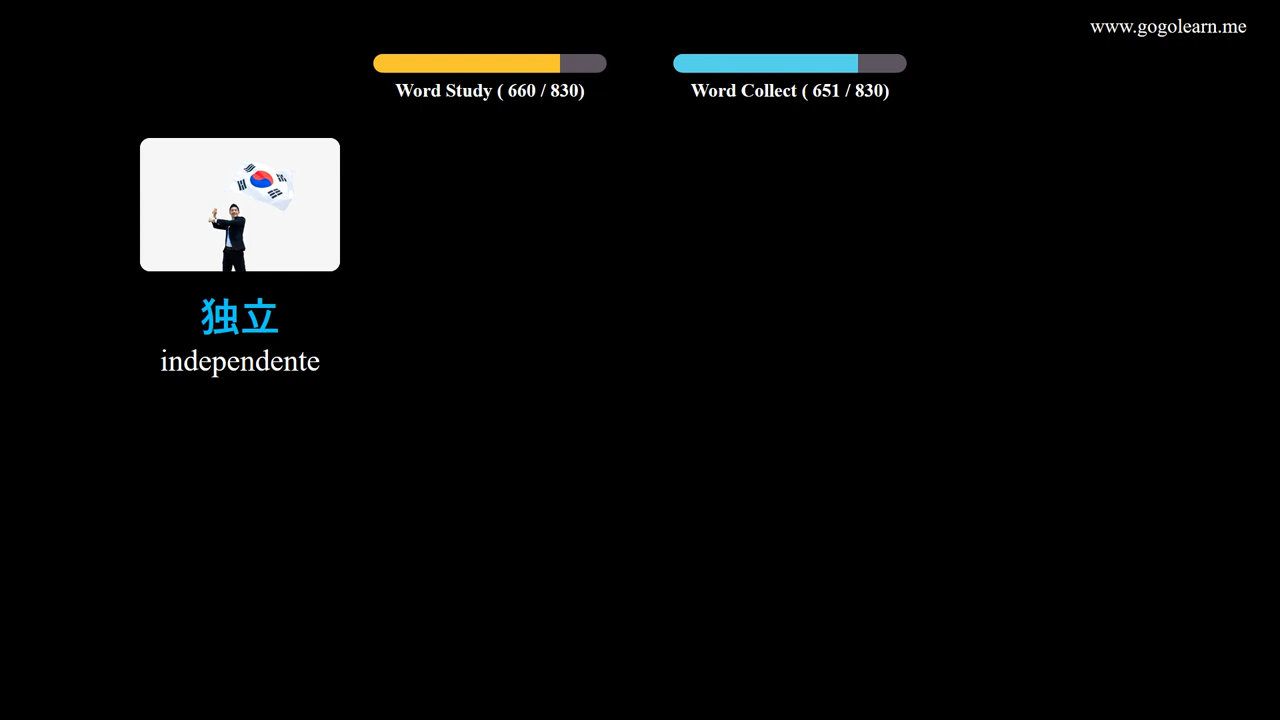 www.gogolearn.me
Word Study ( 660 / 830)
Word Collect ( 651 / 830)
独立
independente